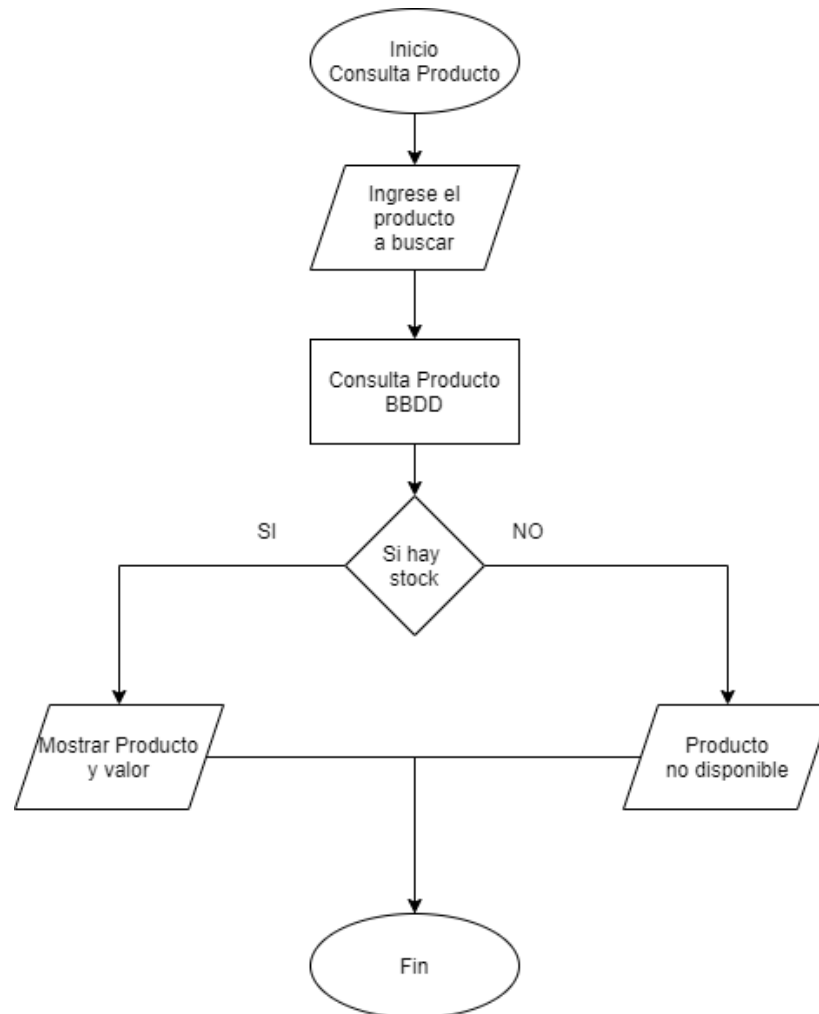 Inicio
Consulta Producto
Ingrese el
producto
a buscar
Consulta Producto
BBDD
SI
NO
Si hay
stock
Mostrar Producto
y valor
Producto
no disponible
Fin